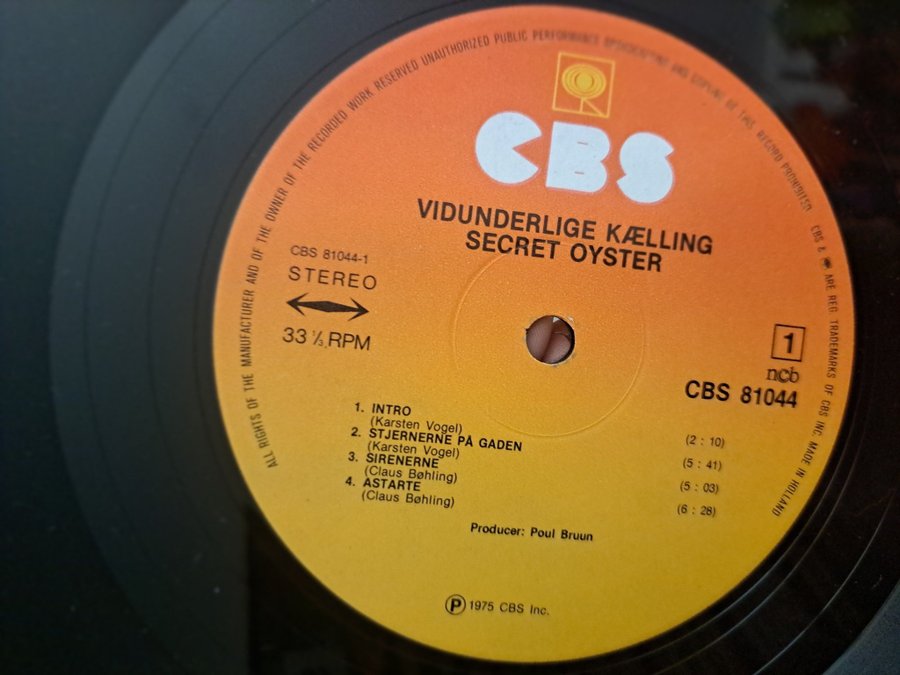 ALL RIGHTS OF THE MANUFACTURER AND OF THE OWNER OF THE RECORDED WORK RESERVED UNAUTHORIZED PUBLIC PERFORMANCE BROADCASTING AND COPYING OF THIS RECORD PROHIBITED
CBS & ARE REG. TRADEMARKS OF CBS INC. MADE IN HOLLAND
CBS
VIDUNDERLIGE KÆLLING
SECRET OYSTER
CBS 81044-1
STEREO
33 ⅓ RPM
1
ncb
CBS 81044
1. INTRO
(Karsten Vogel) (2 : 10)
2. STJERNERNE PÅ GADEN
(Karsten Vogel) (5 : 41)
3. SIRENERNE
(Claus Bøhling) (5 : 03)
4. ASTARTE
(Claus Bøhling) (6 : 28)
Producer: Poul Bruun
Ⓟ 1975 CBS Inc.